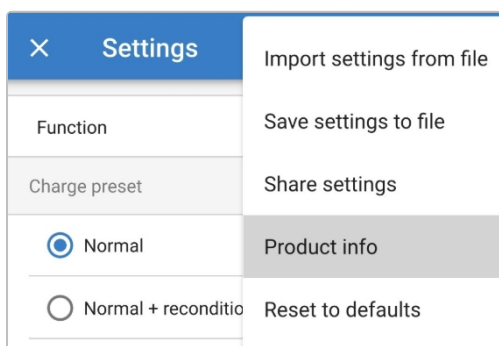 Settings
Import settings from file
Function
Save settings to file
Charge preset
Share settings
Normal
Product info
Normal + reconditio
Reset to defaults